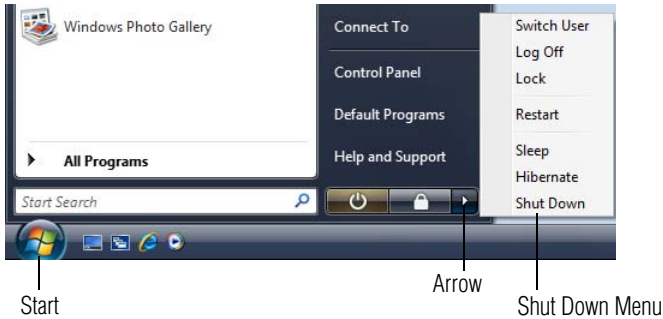 Windows Photo Gallery
All Programs
Start Search
Connect To
Control Panel
Default Programs
Help and Support
Switch User
Log Off
Lock
Restart
Sleep
Hibernate
Shut Down
Start
Arrow
Shut Down Menu